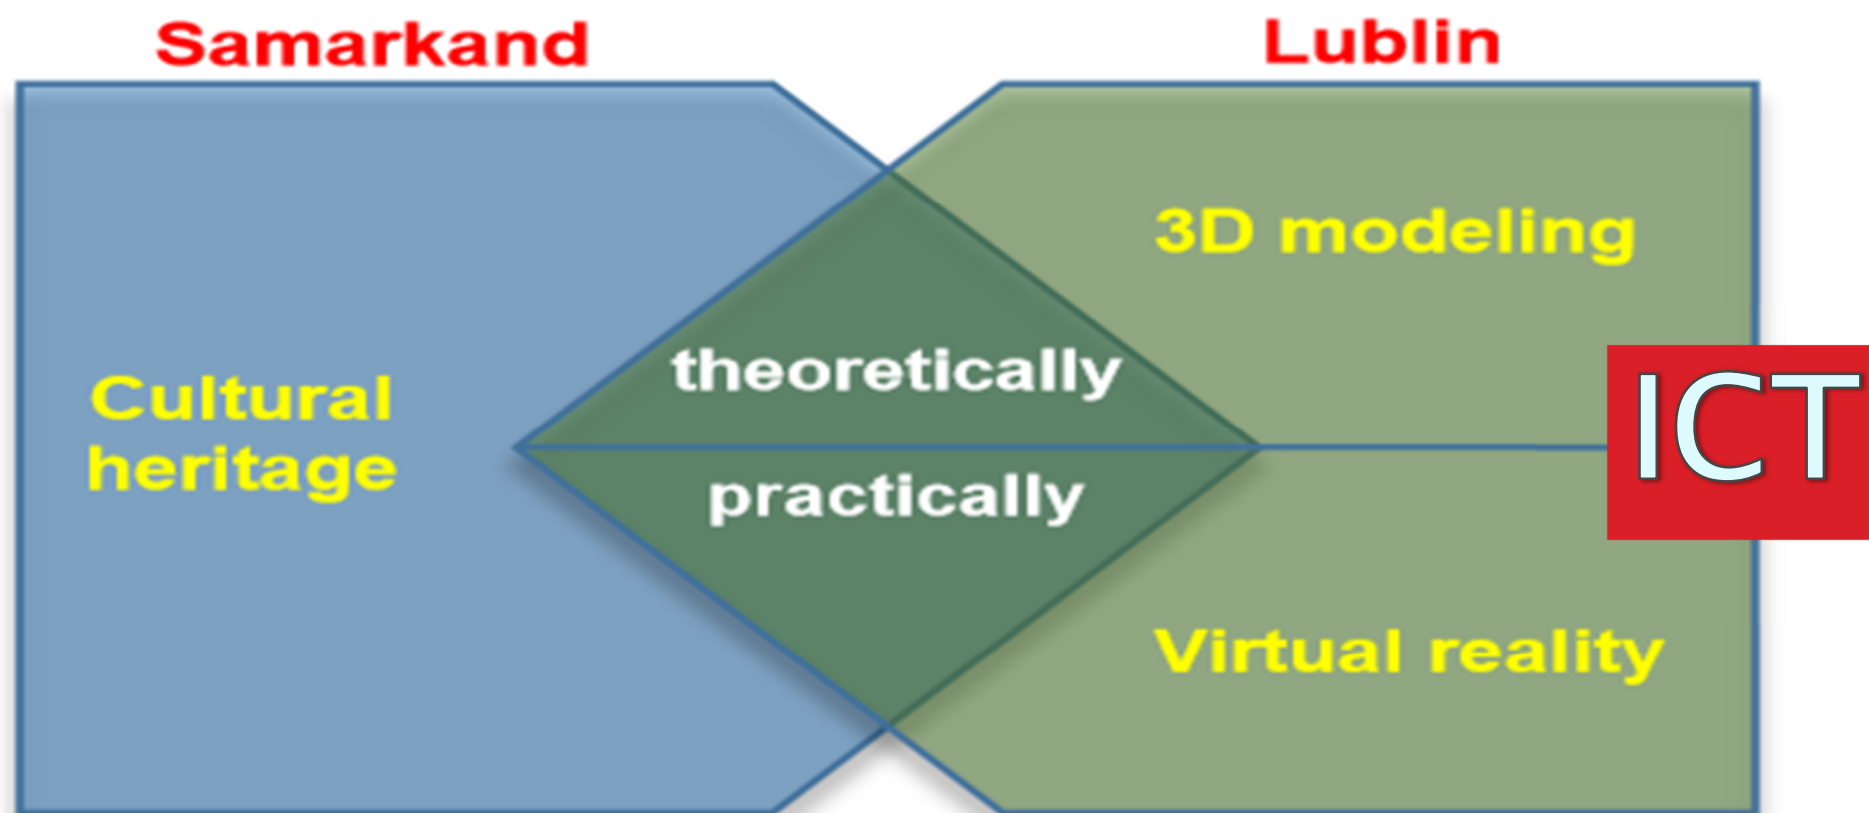 Samarkand
Lublin
3D modeling
theoretically
Cultural
heritage
ICT
practically
Virtual reality